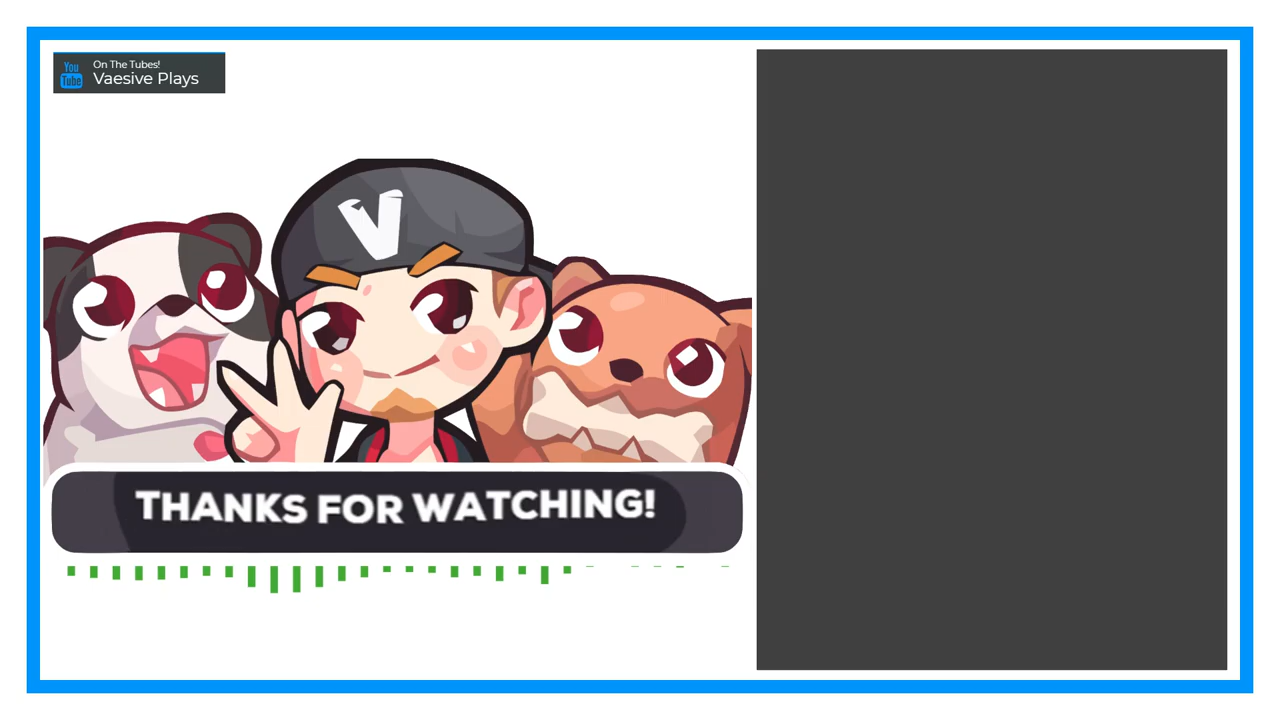 You
Tube
On The Tubes!
Vaesive Plays
V
THANKS FOR WATCHING!